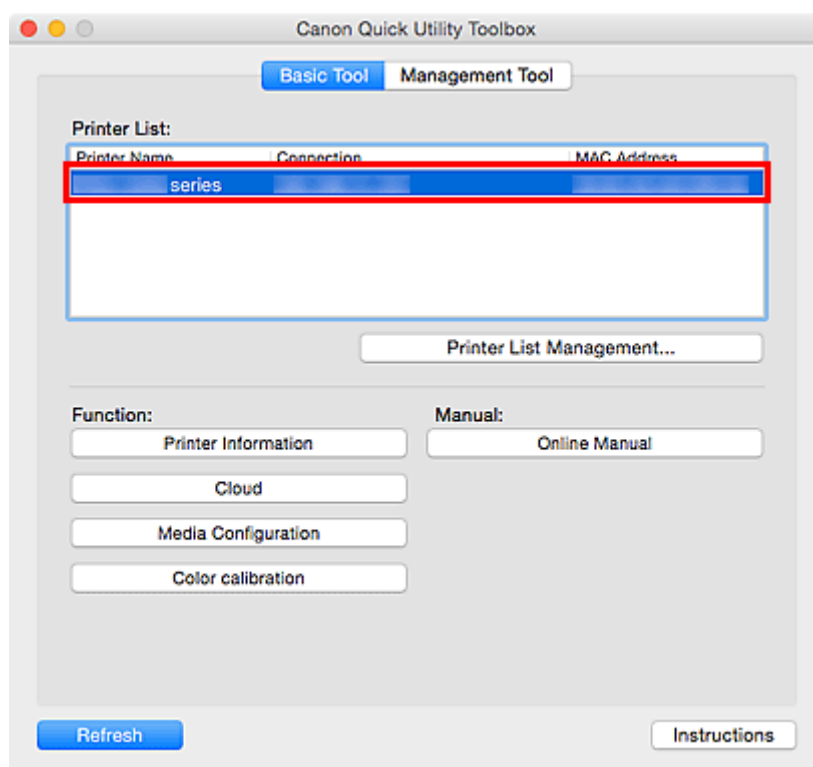 Canon Quick Utility Toolbox
Basic Tool Management Tool
Printer List:
Printer Name Connection MAC Address
series
Printer List Management...
Function: Manual:
Printer Information Online Manual
Cloud
Media Configuration
Color calibration
Refresh Instructions